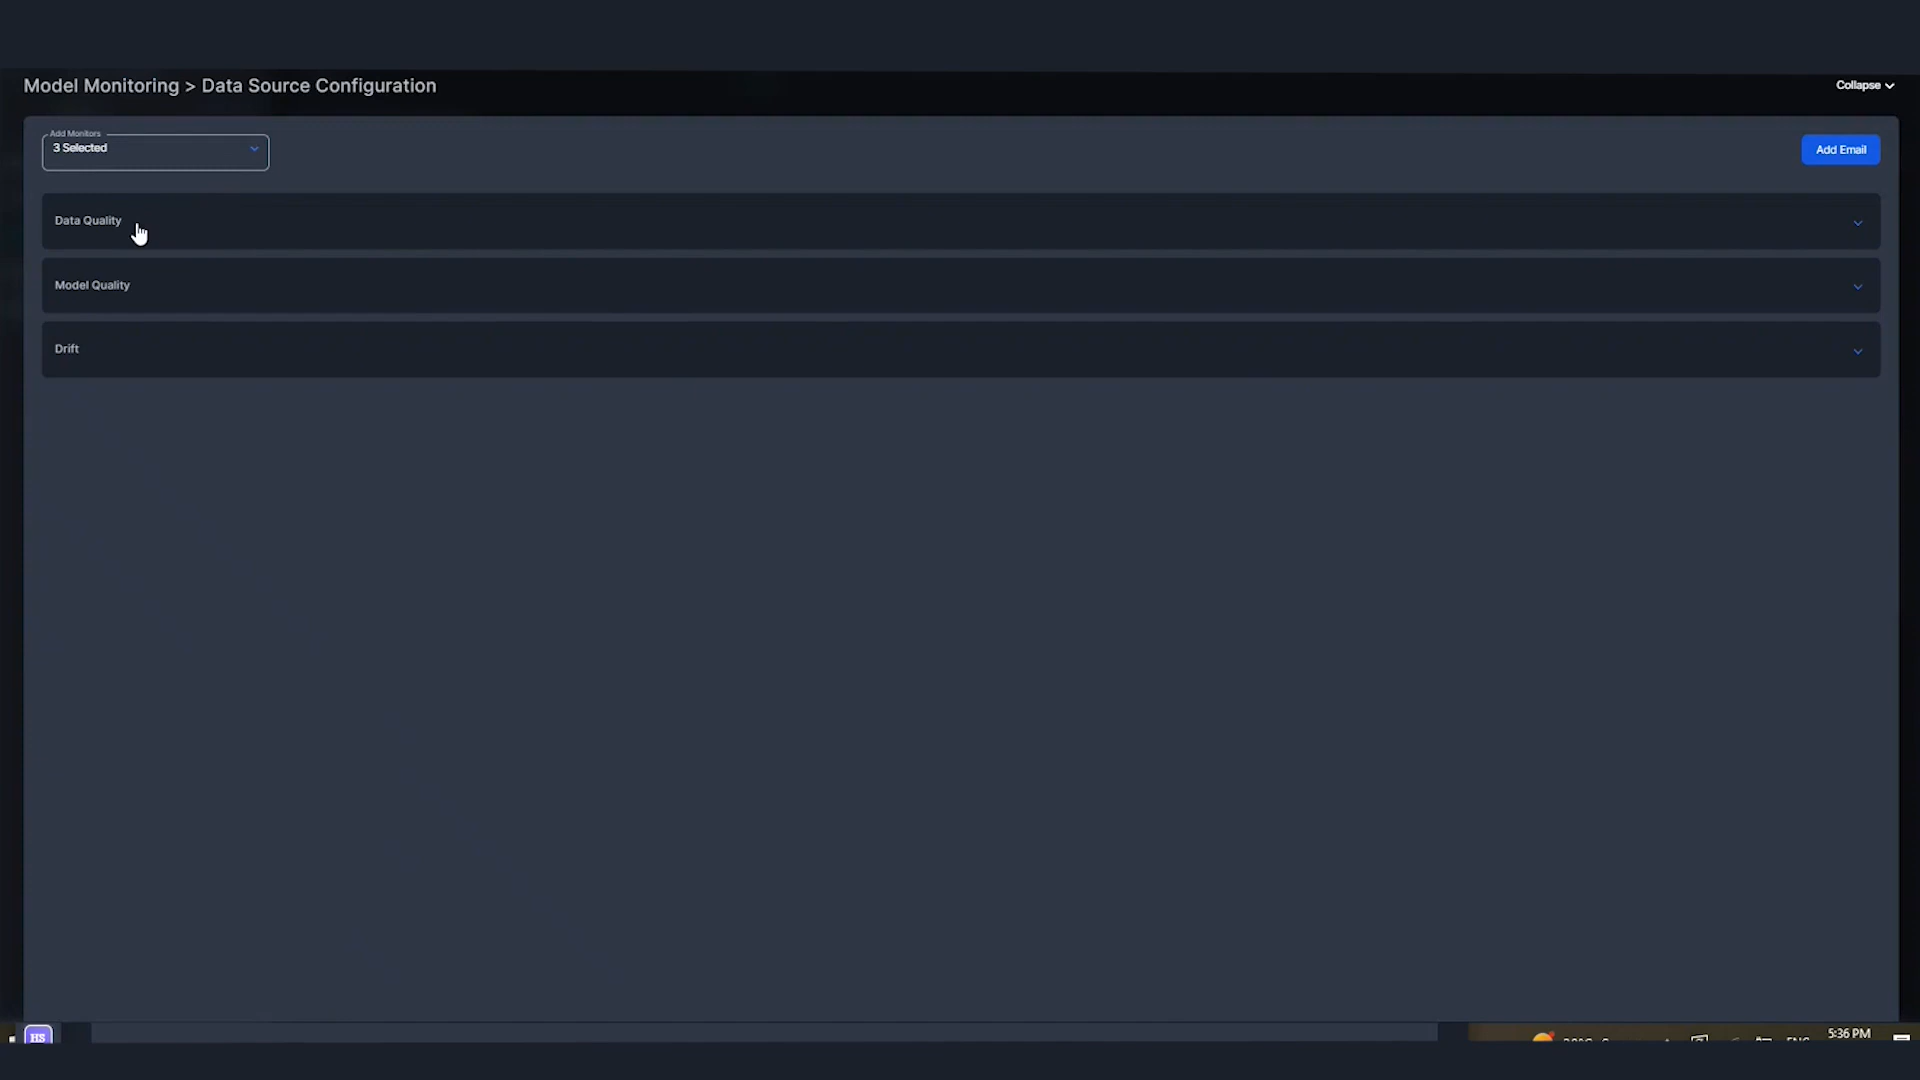 Model Monitoring > Data Source Configuration
Collapse
Add Monitors
3 Selected
Add Email
Data Quality
Model Quality
Drift
HS
5:36 PM